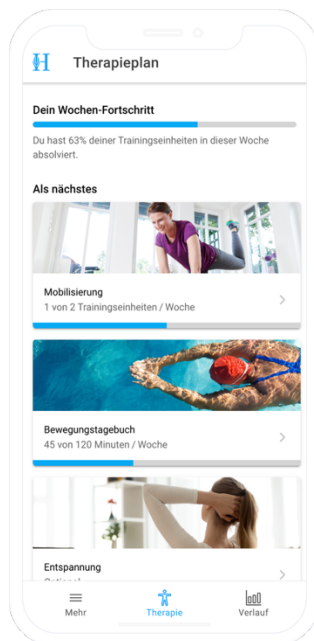 H Therapieplan
Dein Wochen-Fortschritt
Du hast 63% deiner Trainingseinheiten in dieser Woche
absolviert.
Als nächstes
Mobilisierung
1 von 2 Trainingseinheiten / Woche
Bewegungstagebuch
45 von 120 Minuten / Woche
Entspannung
Mehr Therapie Verlauf